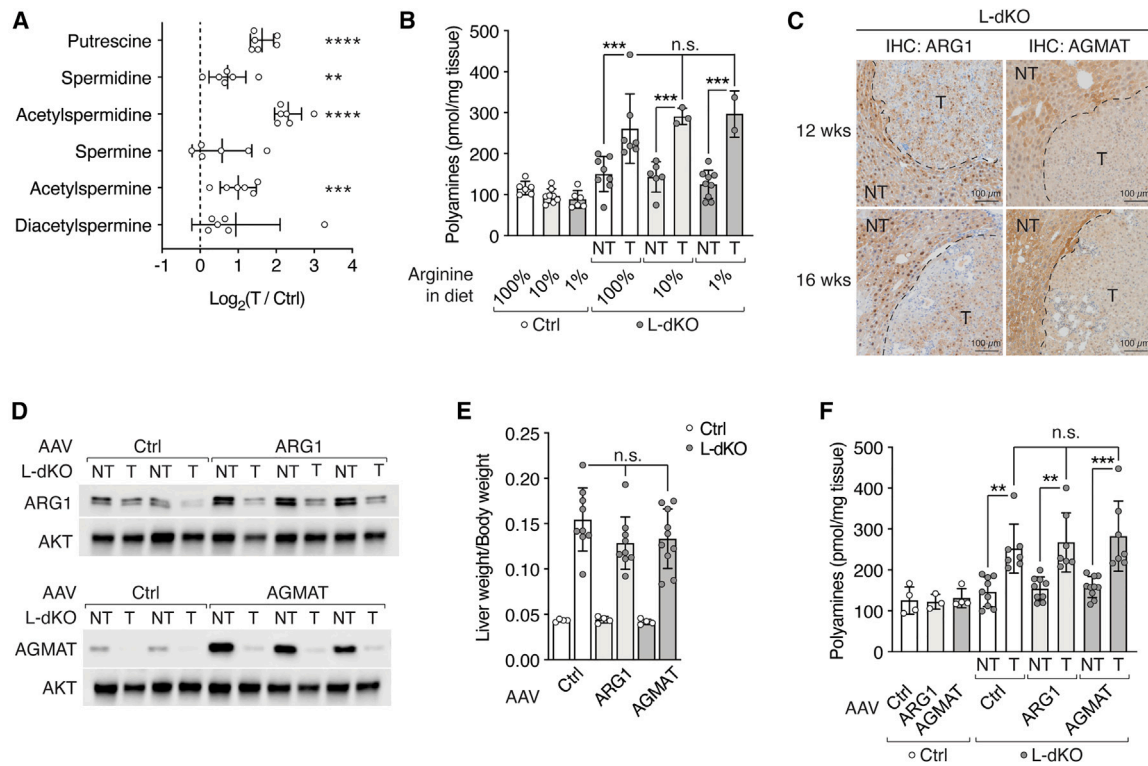 A
Putrescine
****
Spermidine
**
Acetylspermidine
****
Spermine
Acetylspermine
***
Diacetylspermine
-1 0 1 2 3 4
Log2(T / Ctrl)
B
Polyamines (pmol/mg tissue)
500
400
300
200
100
0
*** n.s.
*** ***
NT T NT T NT T
Arginine in diet
100% 10% 1% 100% 10% 1%
Ctrl L-dKO
C
L-dKO
IHC: ARG1 IHC: AGMAT
12 wks
T
NT
100 µm
NT
T
100 µm
16 wks
NT
T
100 µm
NT
T
100 µm
D
AAV Ctrl ARG1
L-dKO NT T NT T NT T NT T NT T
ARG1
AKT
AAV Ctrl AGMAT
L-dKO NT T NT T NT T NT T NT T
AGMAT
AKT
E
Ctrl
L-dKO
Liver weight/Body weight
0.25
0.20
0.15
0.10
0.05
0.00
n.s.
AAV
Ctrl ARG1 AGMAT
F
Polyamines (pmol/mg tissue)
500
400
300
200
100
0
n.s.
** ** ***
NT T NT T NT T
AAV
Ctrl ARG1 AGMAT Ctrl ARG1 AGMAT
Ctrl L-dKO